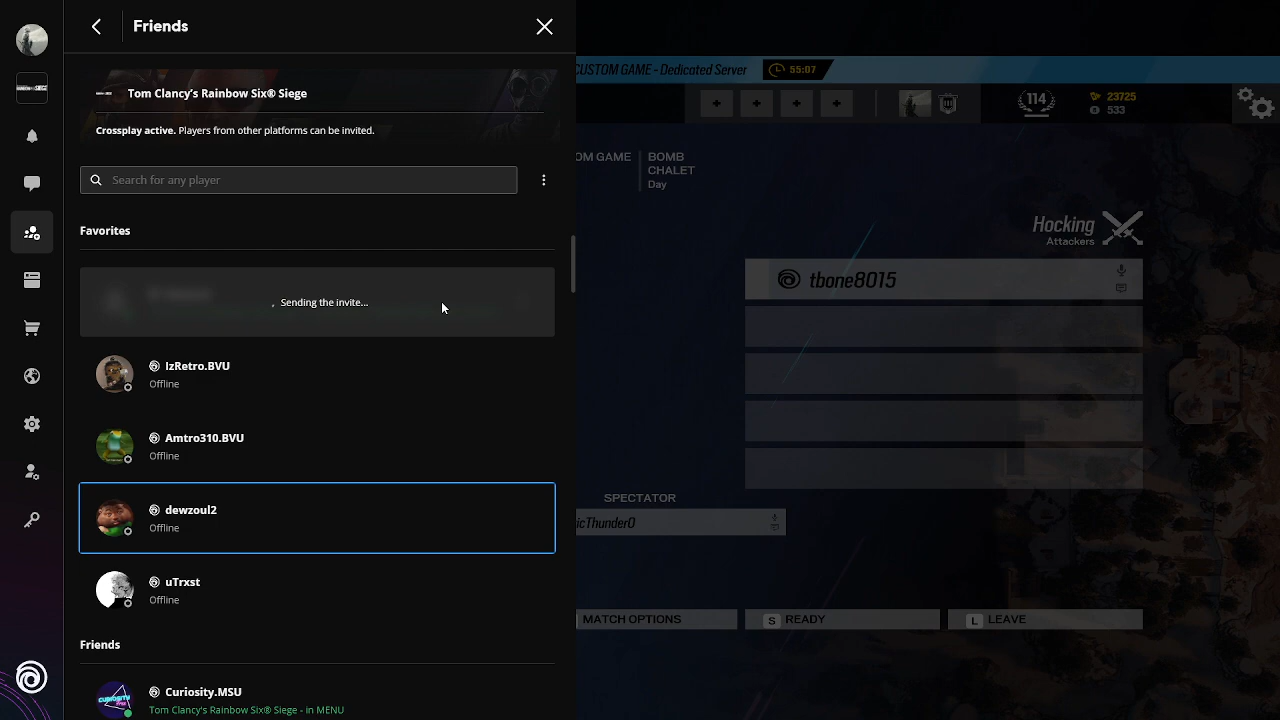 Friends
Tom Clancy's Rainbow Six® Siege
Crossplay active. Players from other platforms can be invited.
Search for any player
Favorites
Sending the invite...
IzRetro.BVU
Offline
Amtro310.BVU
Offline
dewzoul2
Offline
uTrxst
Offline
Friends
Curiosity.MSU
Tom Clancy's Rainbow Six® Siege - in MENU
CUSTOM GAME - Dedicated Server
55:07
114
23725
533
OM GAME
BOMB
CHALET
Day
Hocking
Attackers
tbone8015
SPECTATOR
icThunder0
MATCH OPTIONS
S READY
L LEAVE